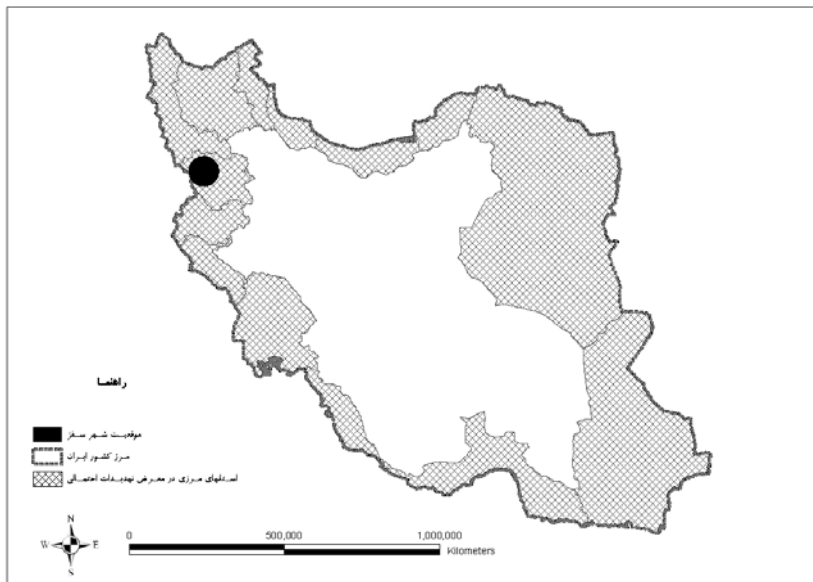 راهنما
موقعیت شهر سقز
مرز کشور ایران
استانهای مرزی در معرض تهدیدات احتمالی
N
W E
S
0 500,000 1,000,000
Kilometers